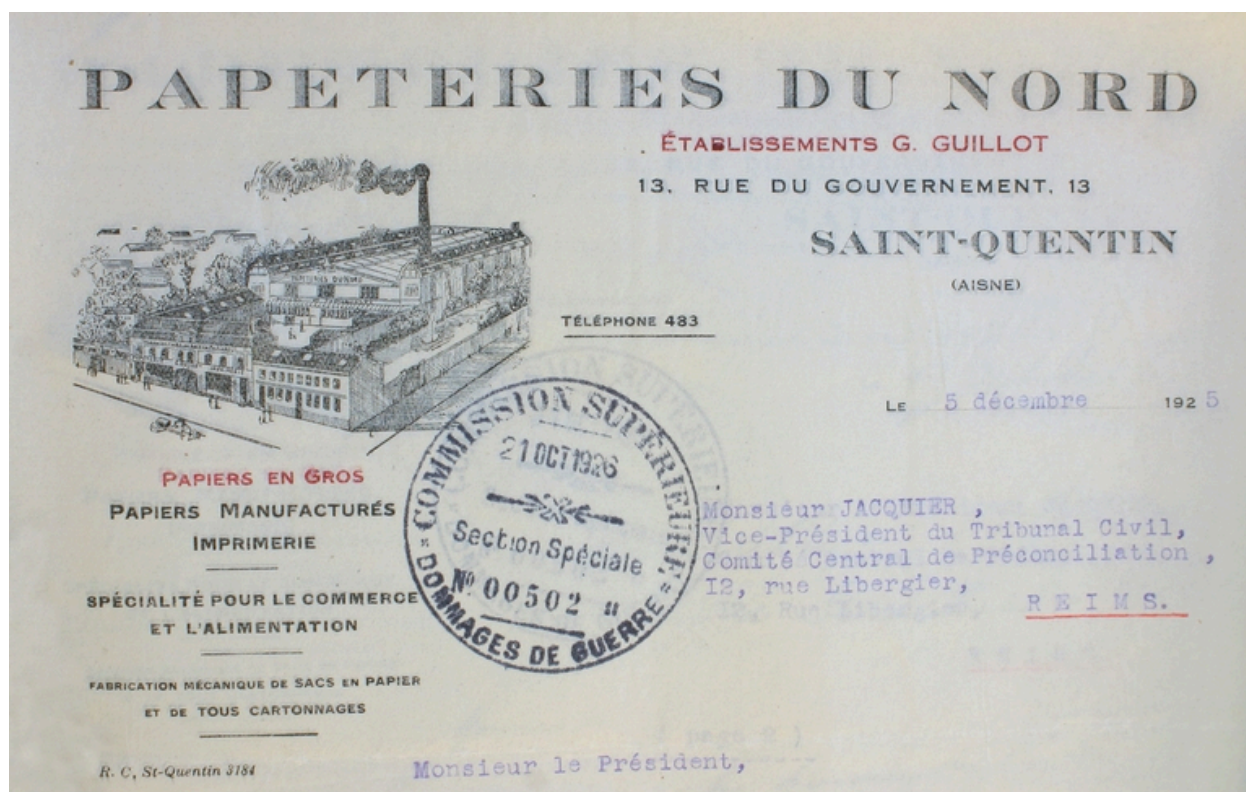 PAPETERIES DU NORD
ÉTABLISSEMENTS G. GUILLOT
13, RUE DU GOUVERNEMENT, 13
SAINT-QUENTIN
(AISNE)
TÉLÉPHONE 483
LE 5 décembre 1925
PAPIERS EN GROS
PAPIERS MANUFACTURÉS
IMPRIMERIE
SPÉCIALITÉ POUR LE COMMERCE
ET L'ALIMENTATION
FABRICATION MÉCANIQUE DE SACS EN PAPIER
ET DE TOUS CARTONNAGES
R. C, St-Quentin 3184
COMMISSION SUPÉRIEURE
21 OCT 1926
Section Spéciale
No 00502 "
DOMMAGES DE GUERRE
Monsieur JACQUIER ,
Vice-Président du Tribunal Civil,
Comité Central de Préconciliation ,
I2, rue Libergier,
R E I M S.
Monsieur le Président,